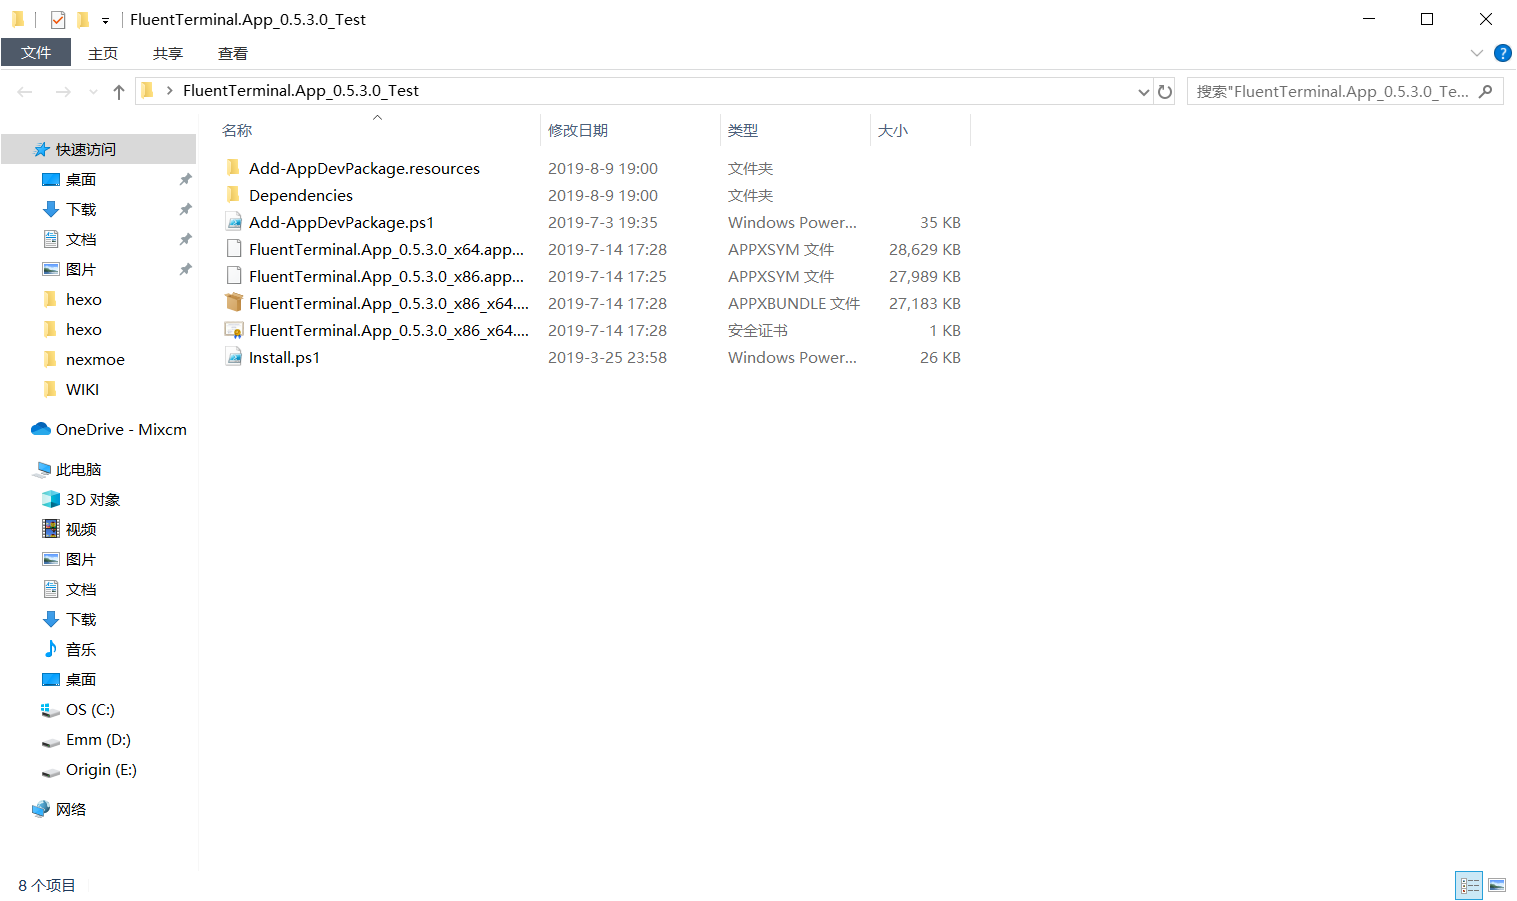 FluentTerminal.App_0.5.3.0_Test
文件 主页 共享 查看
FluentTerminal.App_0.5.3.0_Test
搜索"FluentTerminal.App_0.5.3.0_Te...
名称 修改日期 类型 大小
Add-AppDevPackage.resources 2019-8-9 19:00 文件夹
Dependencies 2019-8-9 19:00 文件夹
Add-AppDevPackage.ps1 2019-7-3 19:35 Windows Power... 35 KB
FluentTerminal.App_0.5.3.0_x64.app... 2019-7-14 17:28 APPXSYM 文件 28,629 KB
FluentTerminal.App_0.5.3.0_x86.app... 2019-7-14 17:25 APPXSYM 文件 27,989 KB
FluentTerminal.App_0.5.3.0_x86_x64.... 2019-7-14 17:28 APPXBUNDLE 文件 27,183 KB
FluentTerminal.App_0.5.3.0_x86_x64.... 2019-7-14 17:28 安全证书 1 KB
Install.ps1 2019-3-25 23:58 Windows Power... 26 KB
快速访问
桌面
下载
文档
图片
hexo
hexo
nexmoe
WIKI
OneDrive - Mixcm
此电脑
3D 对象
视频
图片
文档
下载
音乐
桌面
OS (C:)
Emm (D:)
Origin (E:)
网络
8 个项目